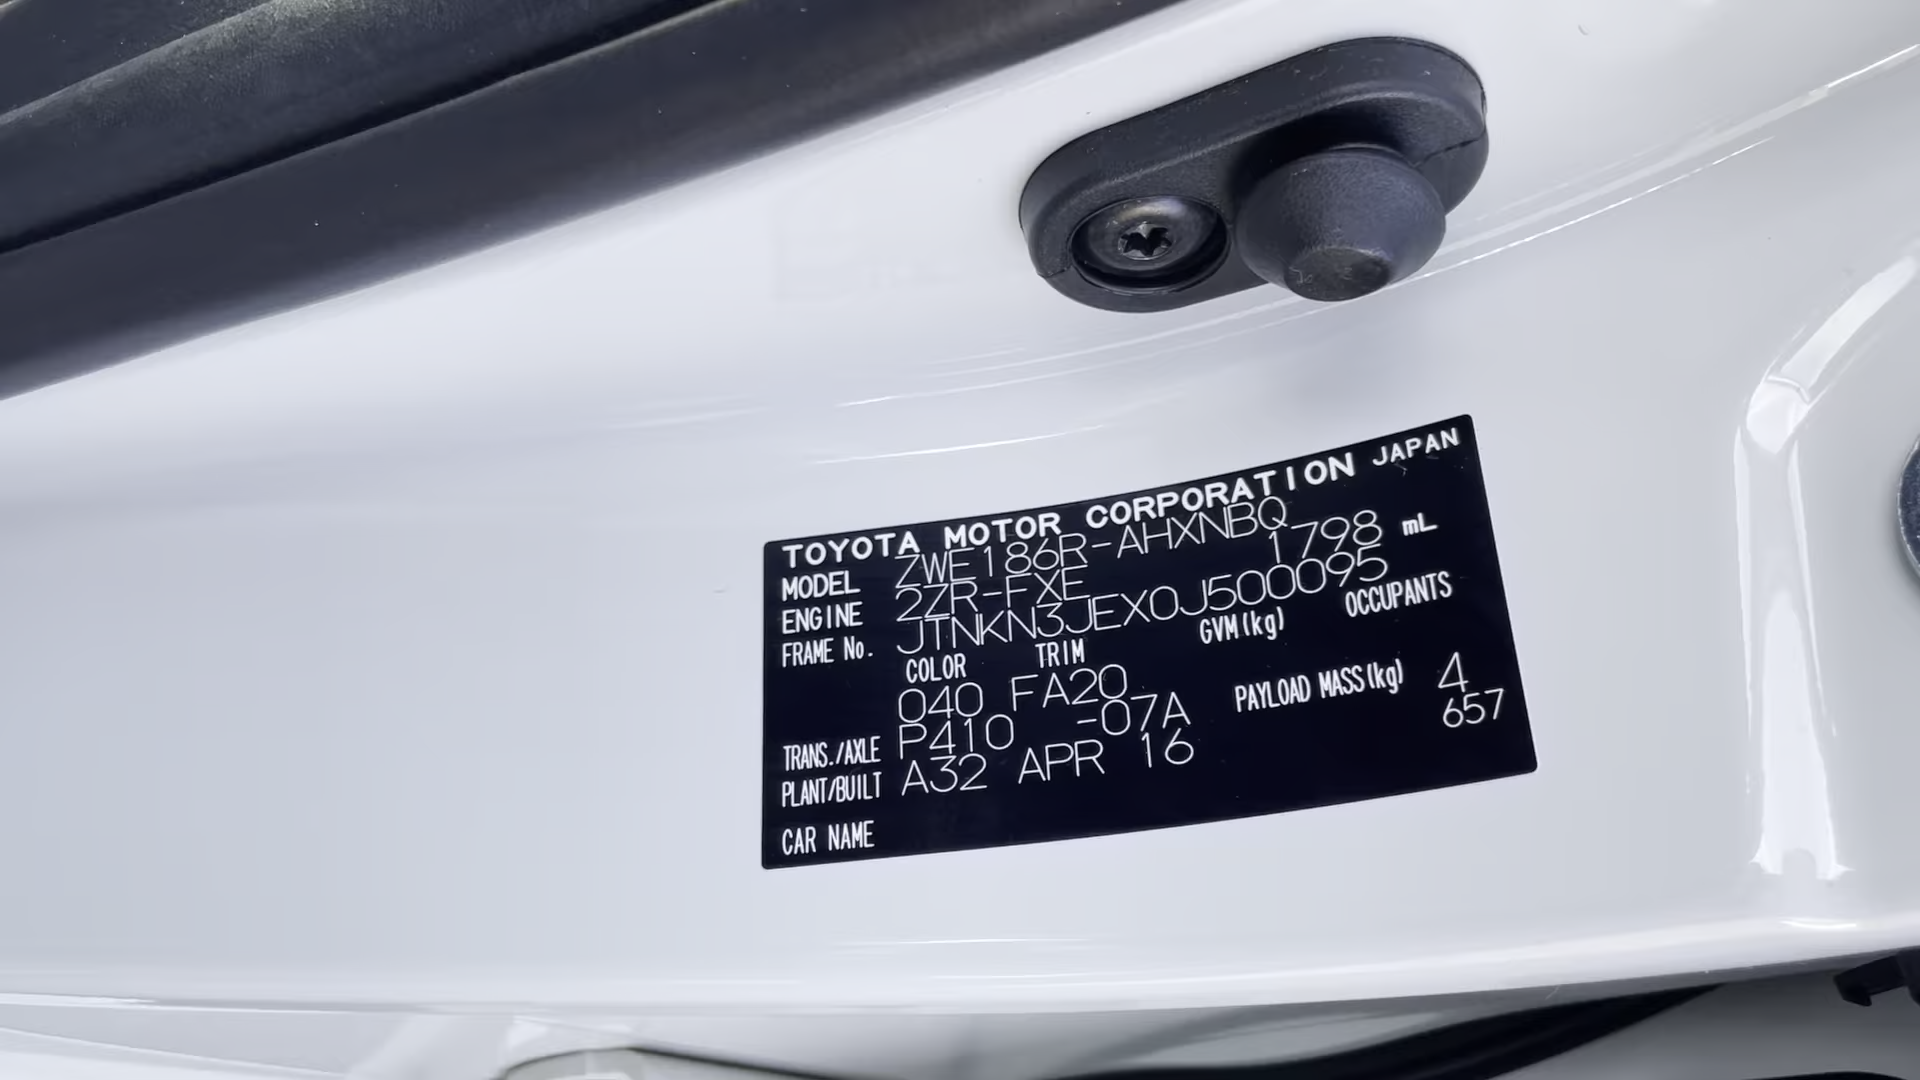 TOYOTA MOTOR CORPORATION JAPAN
MODEL ZWE186R-AHXNBQ
ENGINE 2ZR-FXE 1798 mL
FRAME No. JTNKN3JEX0J500095
COLOR TRIM GVM(kg) OCCUPANTS
040 FA20 4
TRANS./AXLE P410 -07A PAYLOAD MASS(kg) 657
PLANT/BUILT A32 APR 16
CAR NAME